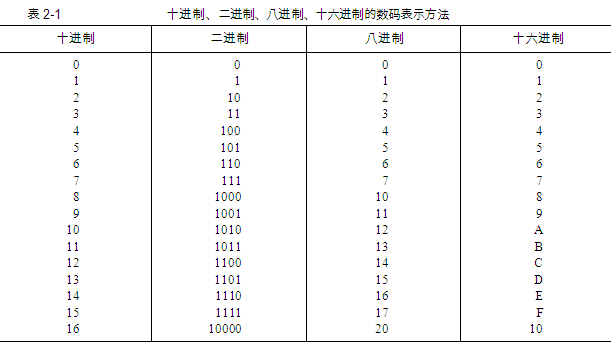 表 2-1 十进制、二进制、八进制、十六进制的数码表示方法
十进制 二进制 八进制 十六进制
0 0 0 0
1 1 1 1
2 10 2 2
3 11 3 3
4 100 4 4
5 101 5 5
6 110 6 6
7 111 7 7
8 1000 10 8
9 1001 11 9
10 1010 12 A
11 1011 13 B
12 1100 14 C
13 1101 15 D
14 1110 16 E
15 1111 17 F
16 10000 20 10